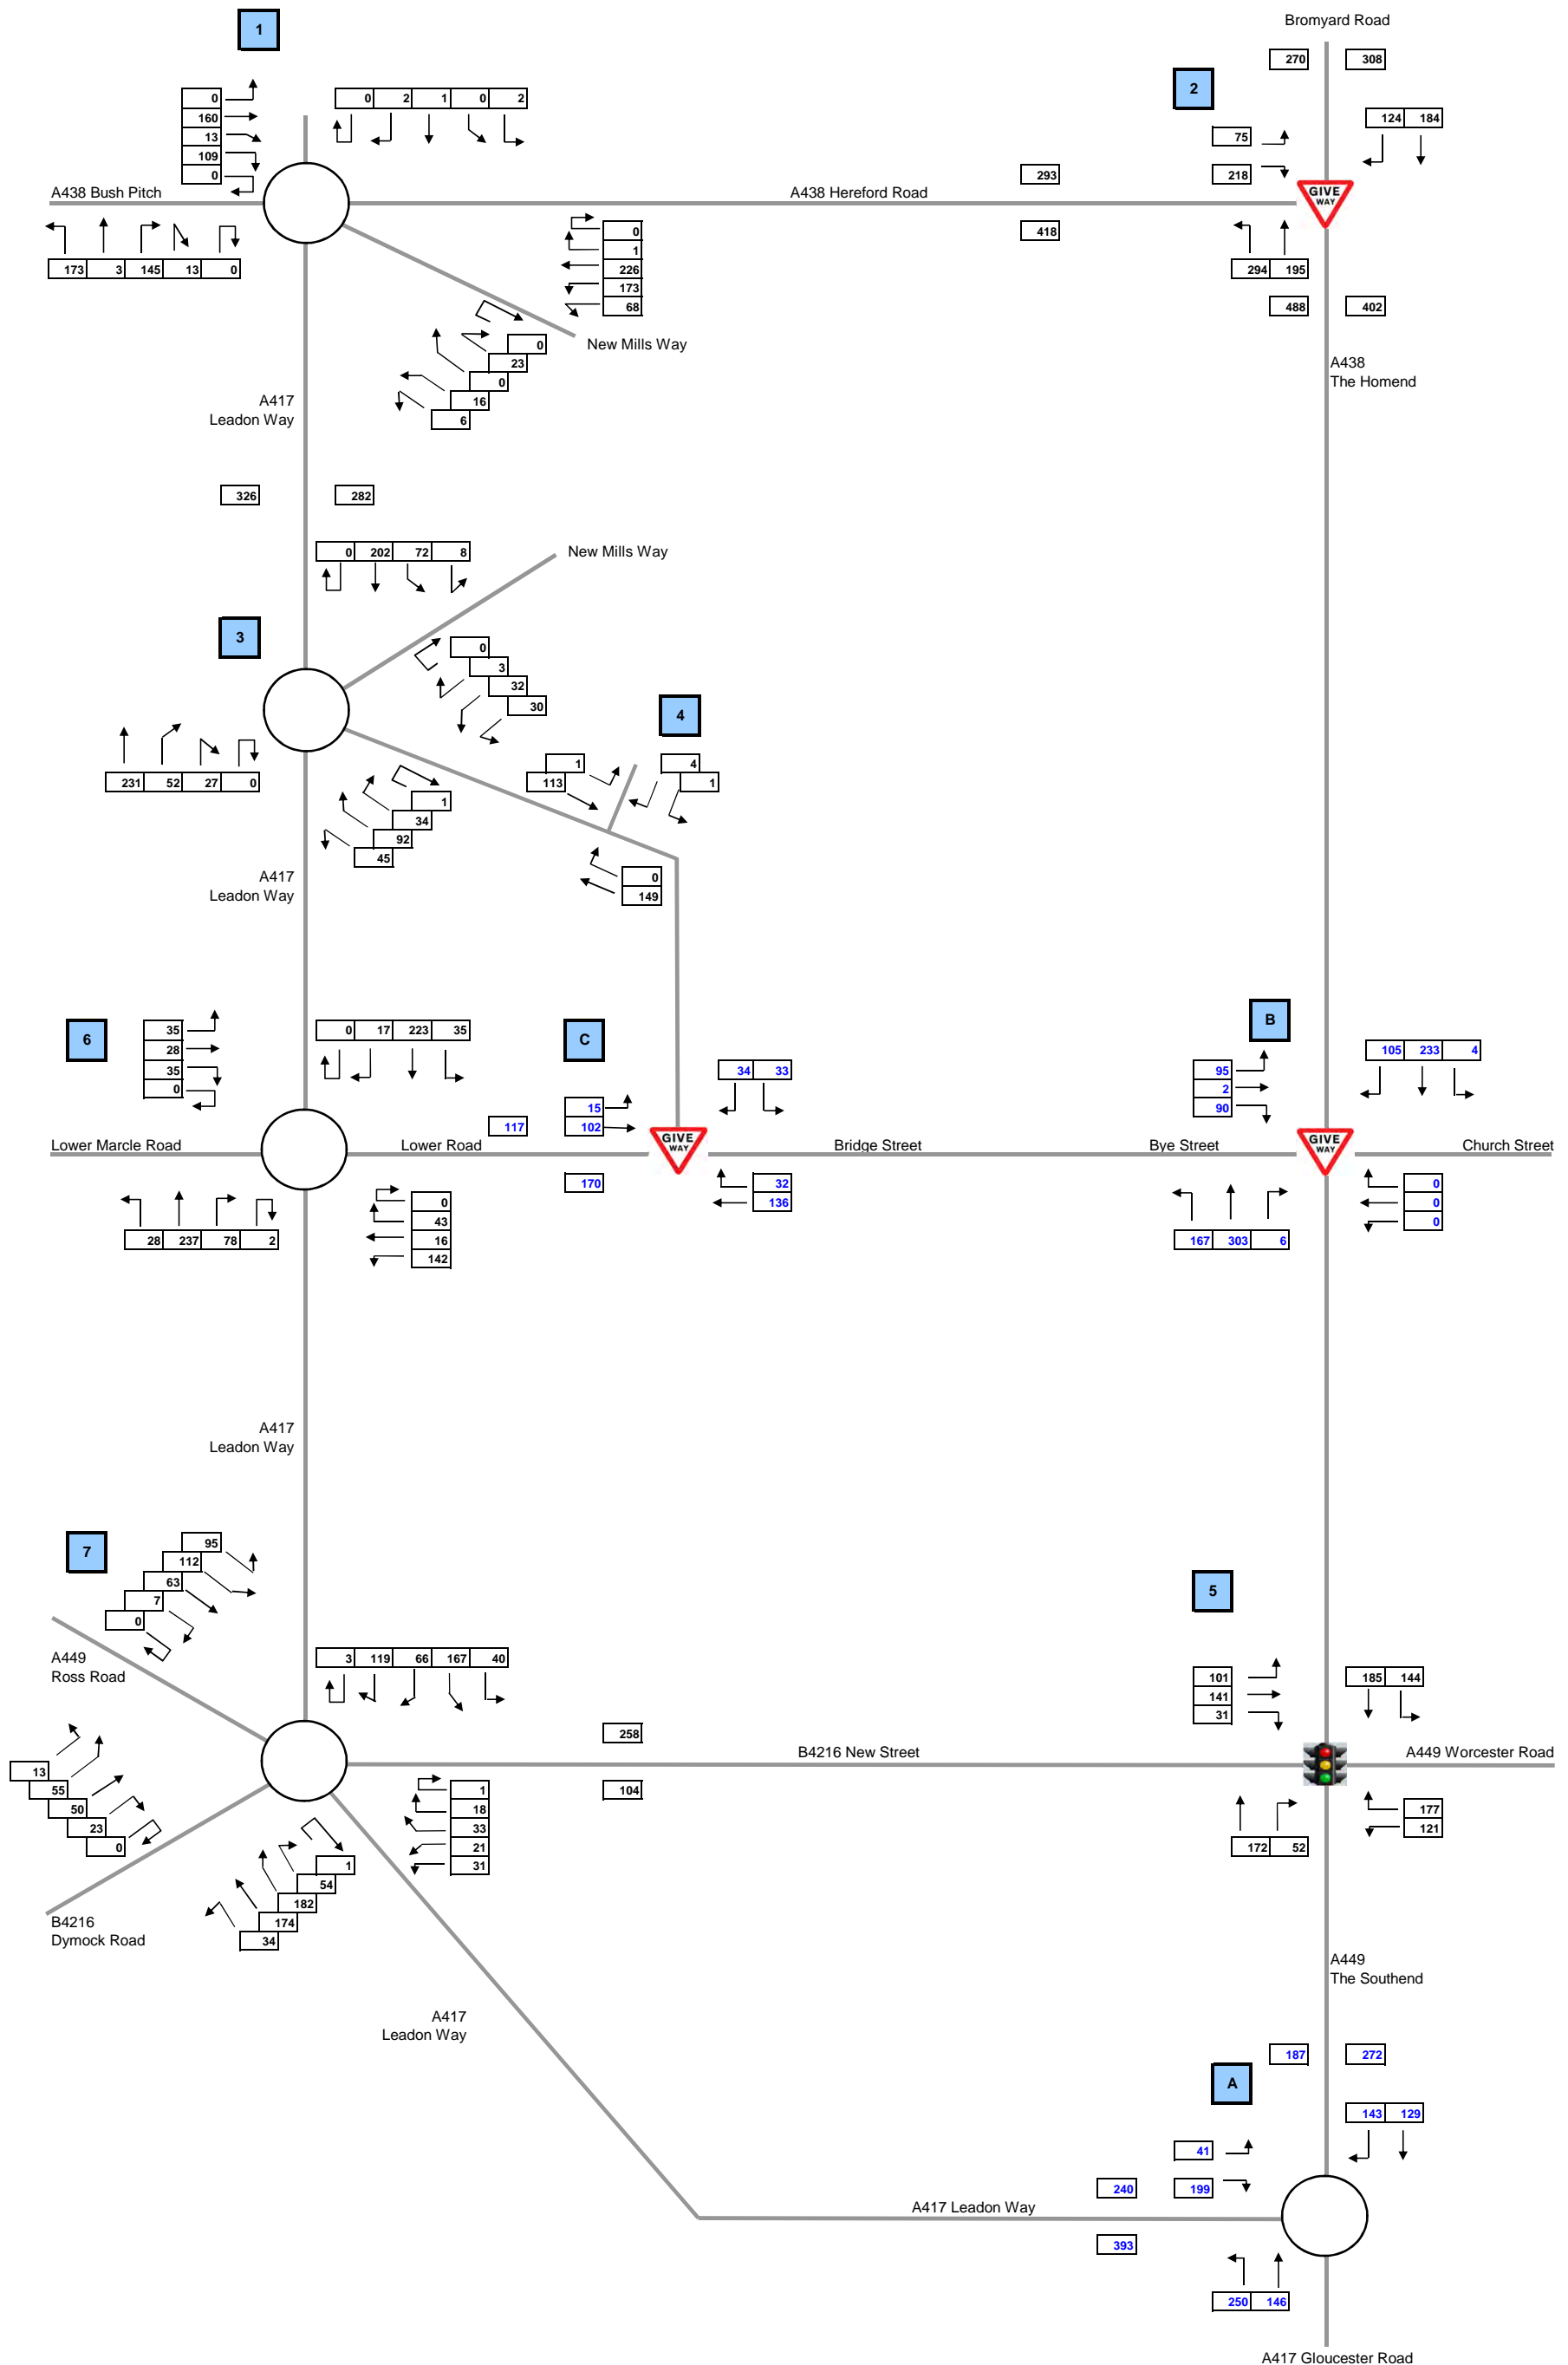 Bromyard Road
1
270 308
2
0
160
13
109
0
0 2 1 0 2
124 184
75
218
293
A438 Bush Pitch
A438 Hereford Road
GIVE
WAY
418
0
1
226
173
68
173 3 145 13 0
294 195
488 402
New Mills Way
0
23
0
16
6
A438
The Homend
A417
Leadon Way
326 282
0 202 72 8
New Mills Way
3
0
3
32
30
4
231 52 27 0
1
113
4
1
1
34
92
45
0
149
A417
Leadon Way
6
35
28
35
0
0 17 223 35
C
B
105 233 4
34 33
95
2
90
15
102
117
Lower Marcle Road
Lower Road
GIVE
WAY
Bridge Street
Bye Street
GIVE
WAY
Church Street
170
32
136
0
0
0
0
43
16
142
28 237 78 2
167 303 6
A417
Leadon Way
7
95
112
63
7
0
5
A449
Ross Road
3 119 66 167 40
101
141
31
185 144
258
B4216 New Street
A449 Worcester Road
104
13
55
50
23
0
1
18
33
21
31
177
121
172 52
1
54
182
174
34
B4216
Dymock Road
A449
The Southend
A417
Leadon Way
187 272
A
143 129
41
240 199
A417 Leadon Way
393
250 146
A417 Gloucester Road